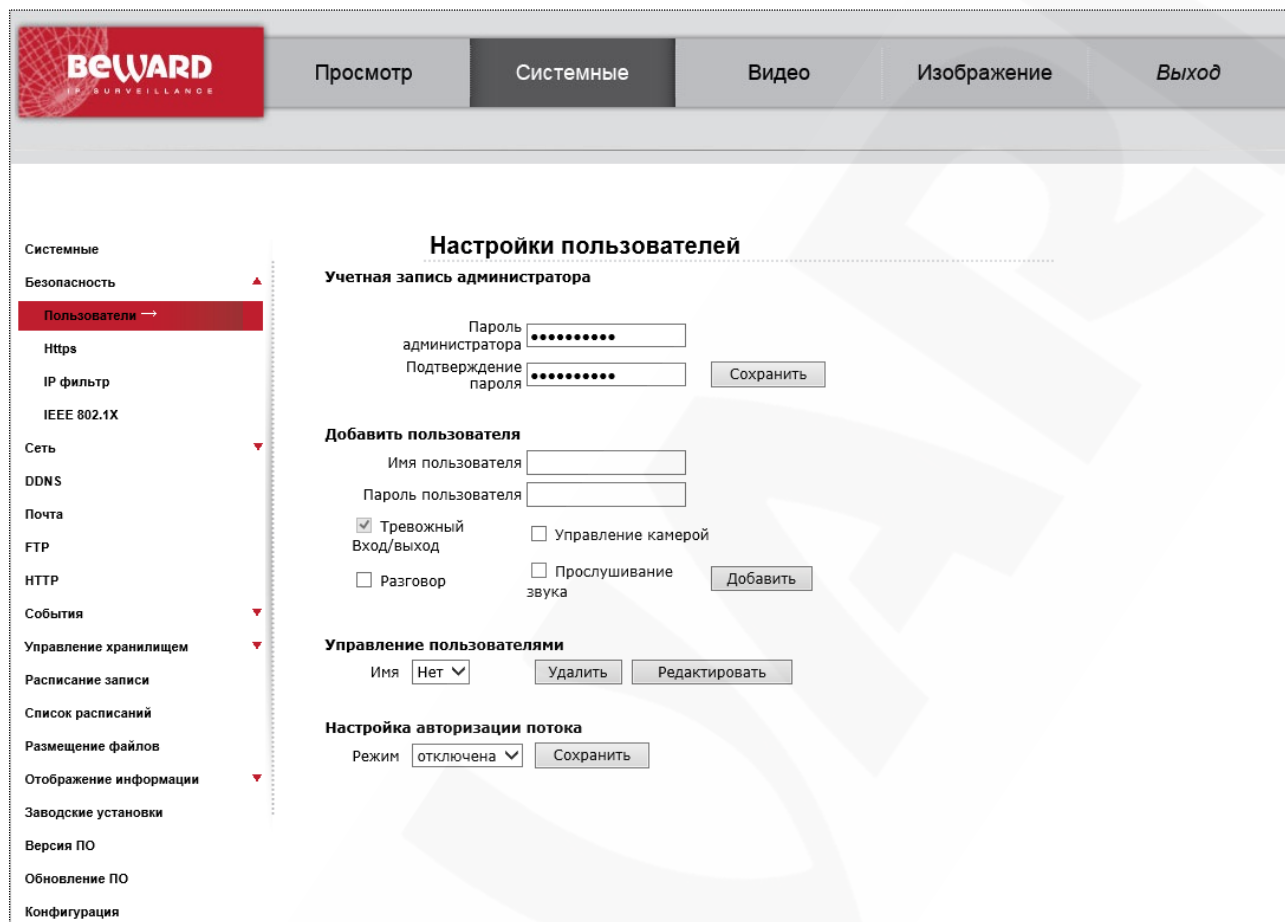 BEWARD
IP SURVEILLANCE
Просмотр
Системные
Видео
Изображение
Выход
Системные
Безопасность
Пользователи →
Https
IP фильтр
IEEE 802.1X
Сеть
DDNS
Почта
FTP
HTTP
События
Управление хранилищем
Расписание записи
Список расписаний
Размещение файлов
Отображение информации
Заводские установки
Версия ПО
Обновление ПО
Конфигурация
Настройки пользователей
Учетная запись администратора
Пароль
администратора ••••••••••
Подтверждение
пароля ••••••••••
Сохранить
Добавить пользователя
Имя пользователя
Пароль пользователя
Тревожный
Вход/выход
Управление камерой
Разговор
Прослушивание
звука
Добавить
Управление пользователями
Имя Нет Удалить Редактировать
Настройка авторизации потока
Режим отключена Сохранить